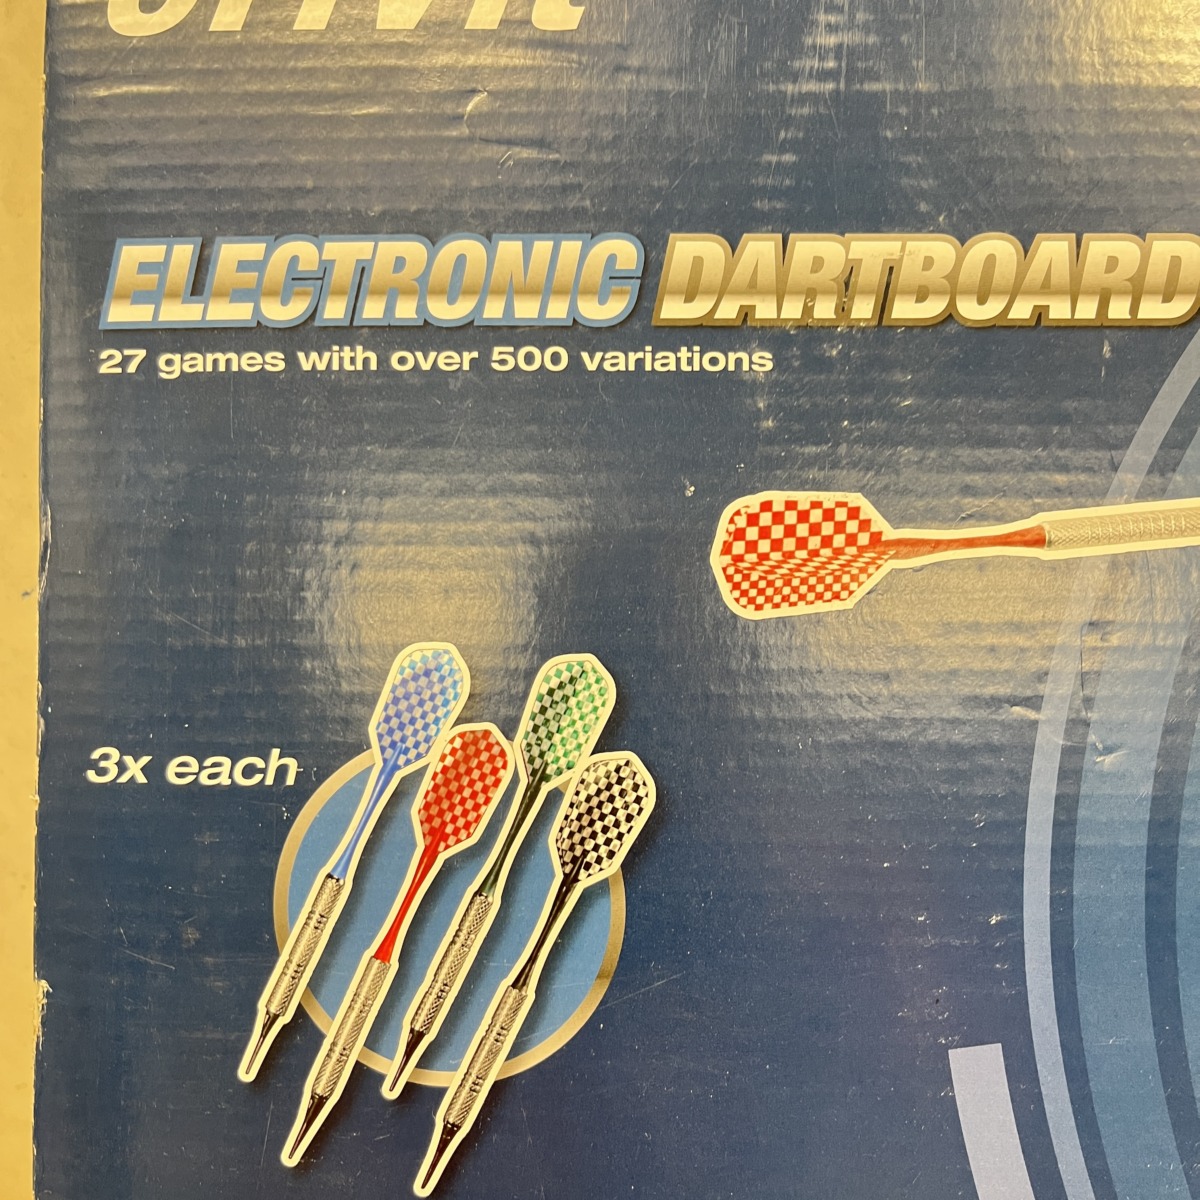 ELECTRONIC DARTBOARD
27 games with over 500 variations
3x each